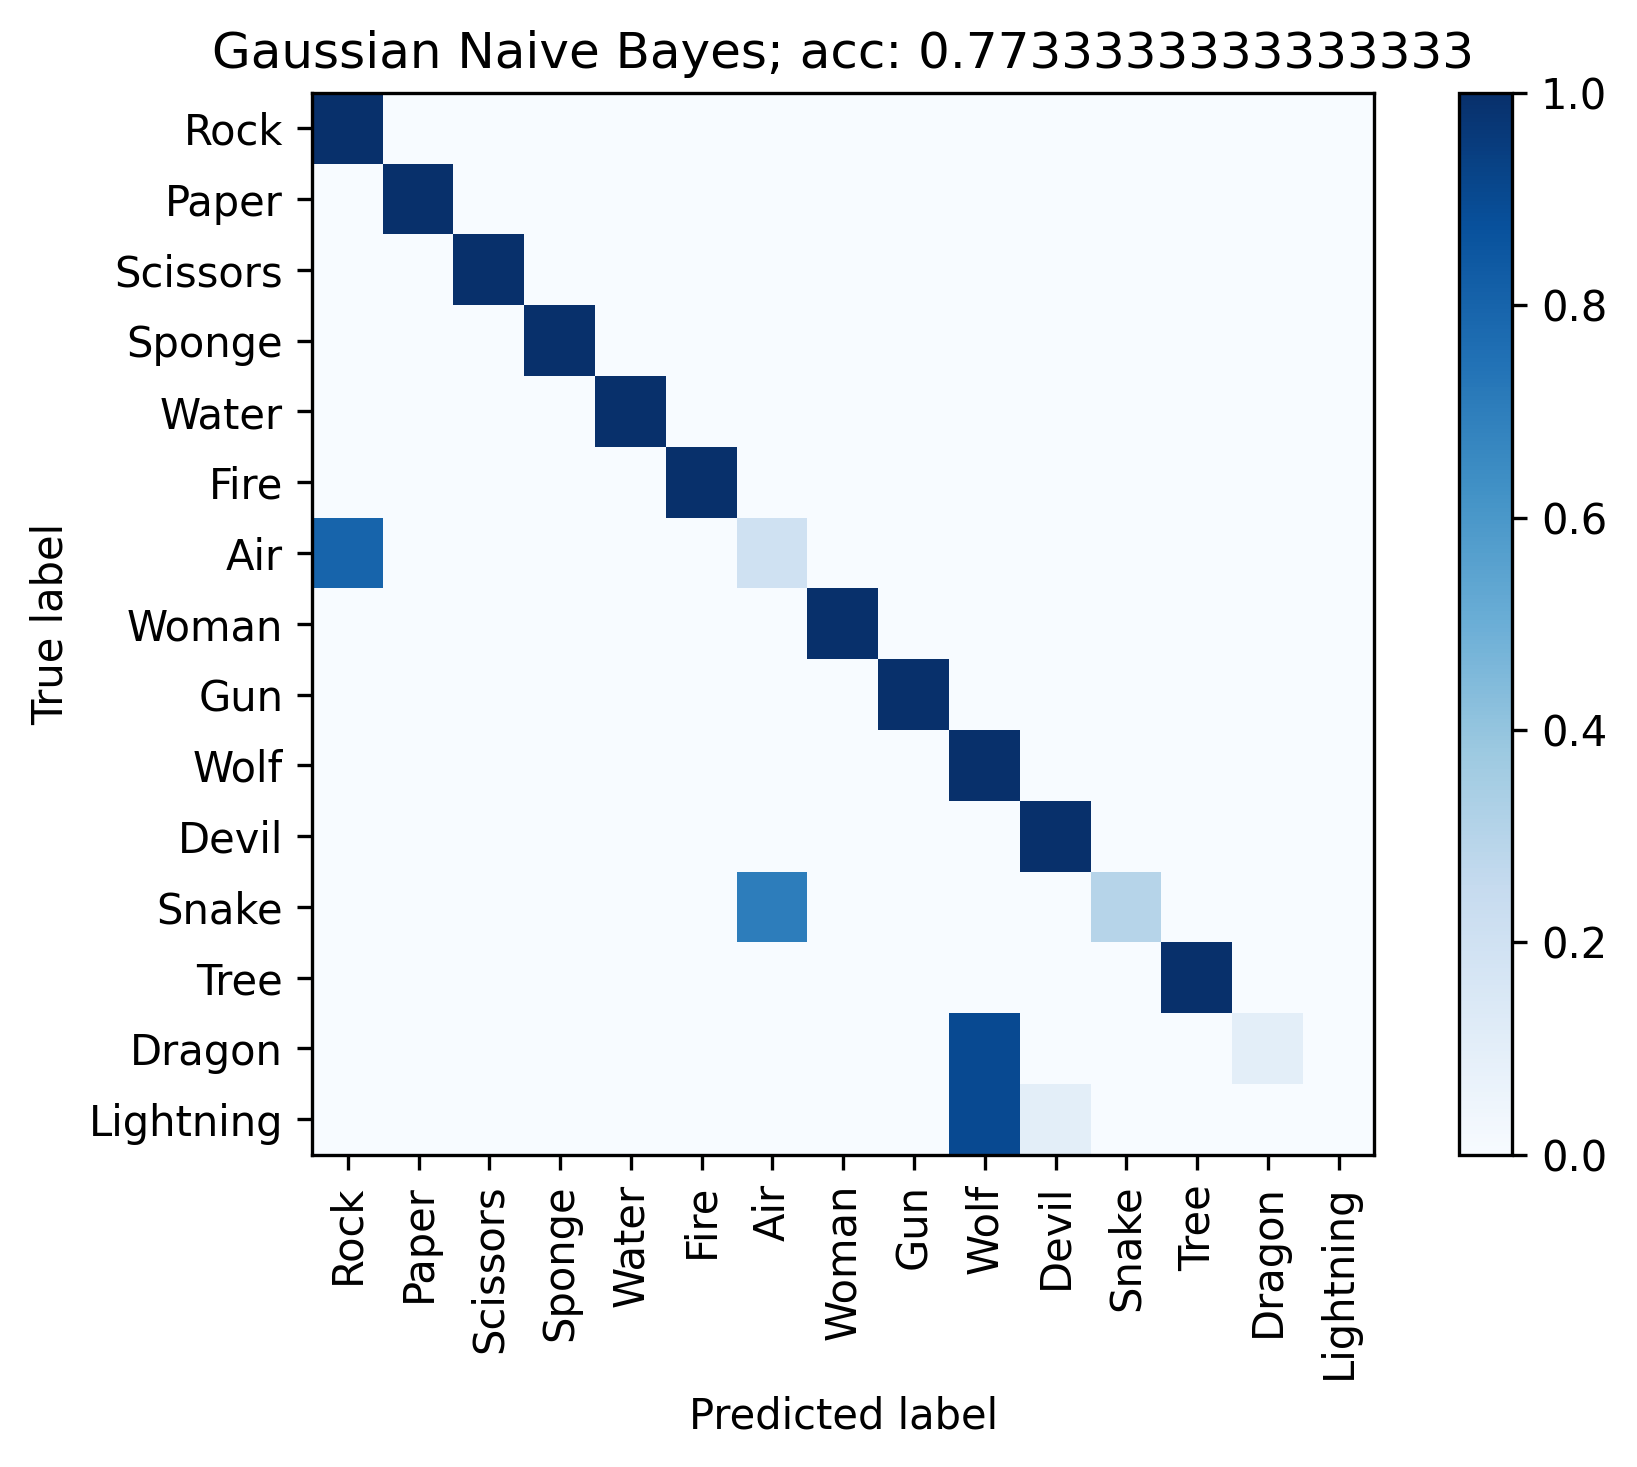 Gaussian Naive Bayes; acc: 0.7733333333333333
Rock
Paper
Scissors
Sponge
Water
Fire
Air
Woman
Gun
Wolf
Devil
Snake
Tree
Dragon
Lightning
True label
Rock
Paper
Scissors
Sponge
Water
Fire
Air
Woman
Gun
Wolf
Devil
Snake
Tree
Dragon
Lightning
Predicted label
1.0
0.8
0.6
0.4
0.2
0.0